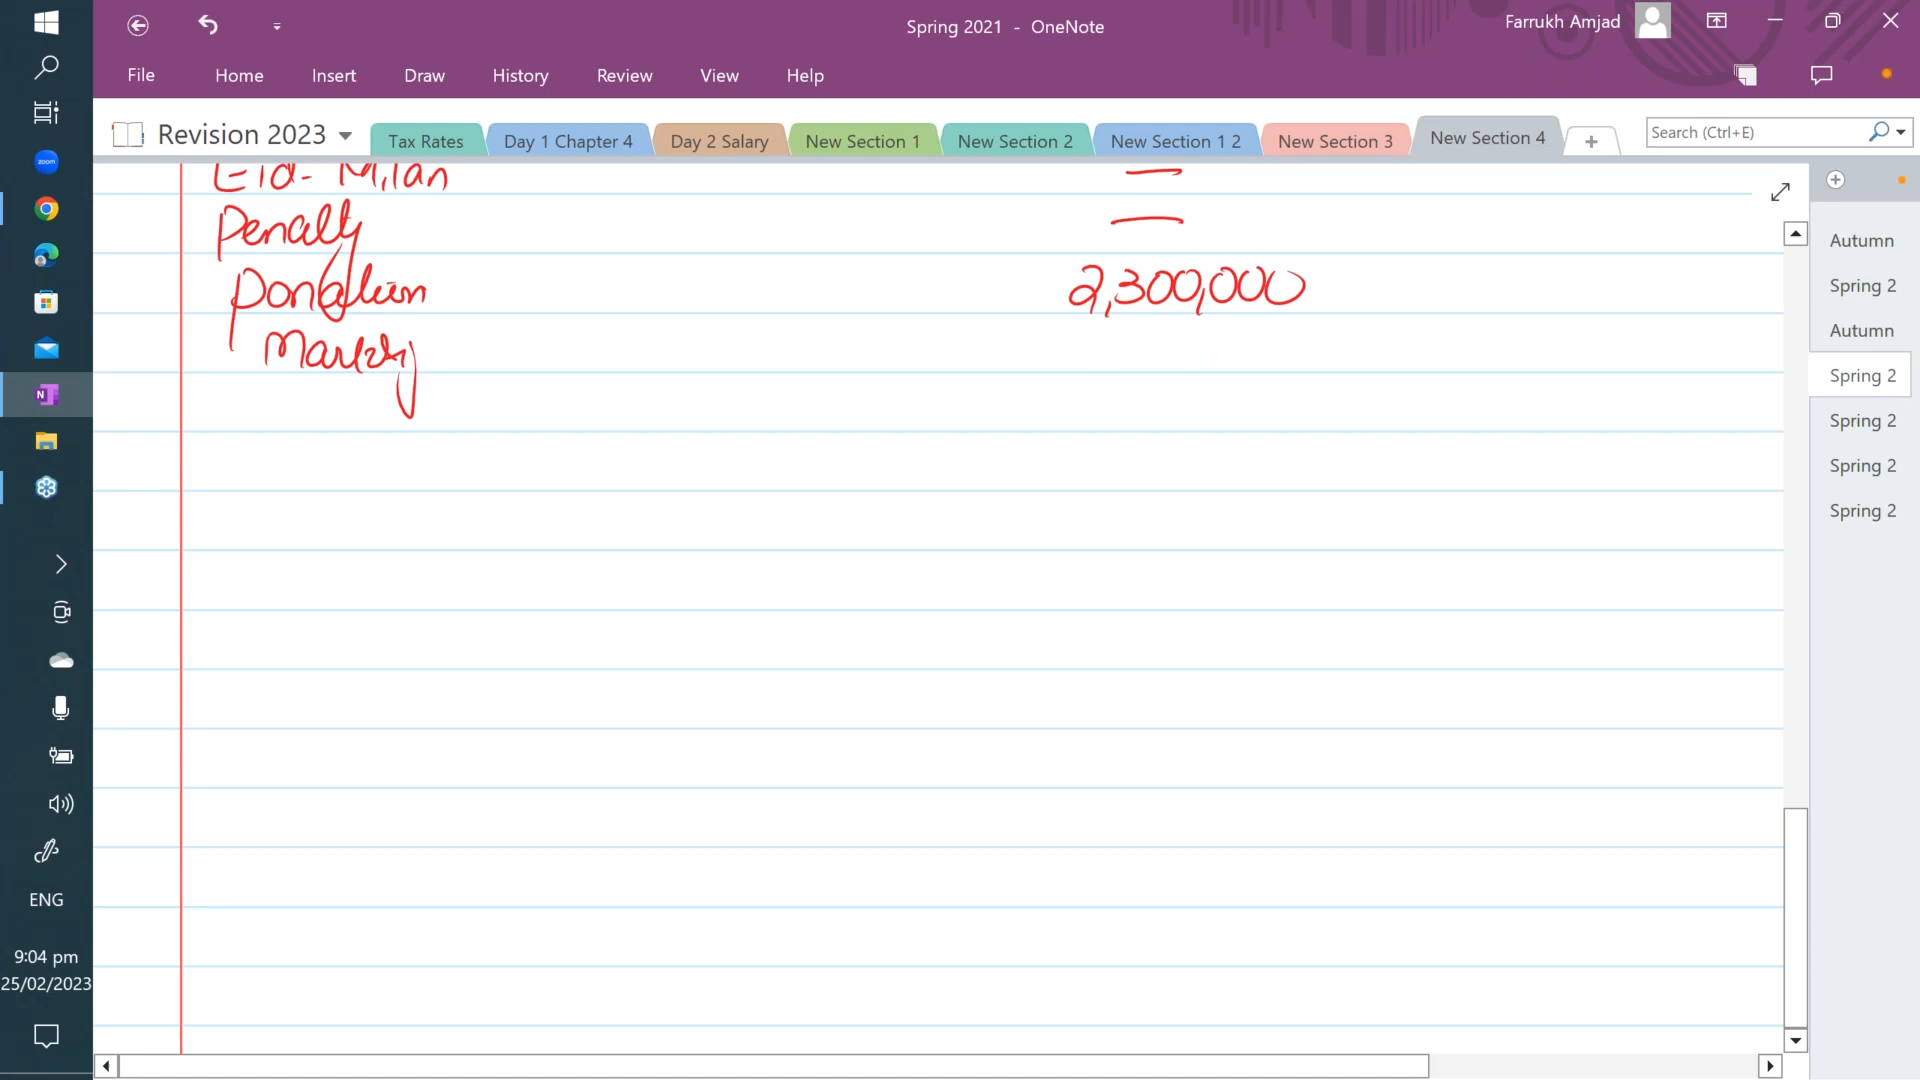 Spring 2021 - OneNote
Farrukh Amjad
File Home Insert Draw History Review View Help
Revision 2023
Tax Rates
Day 1 Chapter 4
Day 2 Salary
New Section 1
New Section 2
New Section 1 2
New Section 3
New Section 4
Search (Ctrl+E)
zoom
Eid- Milan
Penalty
Donation 2,300,000
Autumn
Spring 2
Autumn
Spring 2
Spring 2
Spring 2
Spring 2
ENG
9:04 pm
25/02/2023